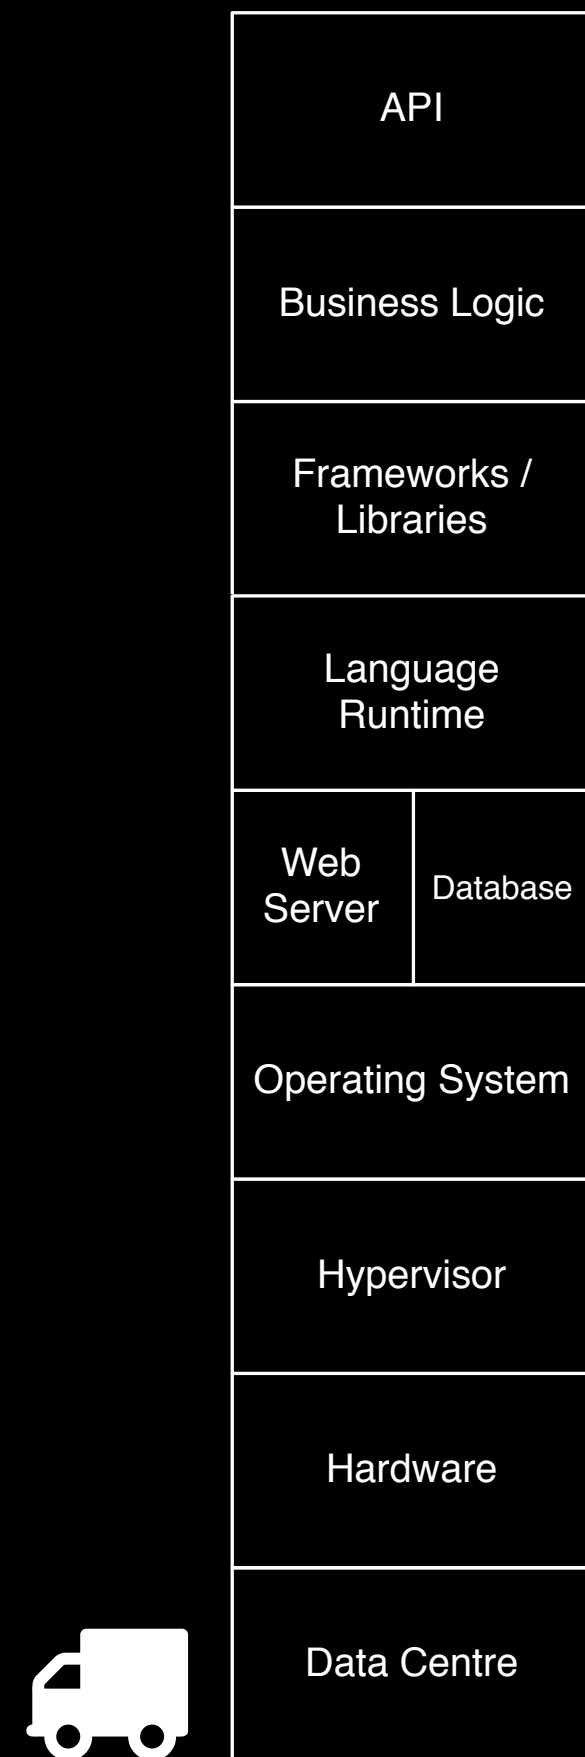 API
Business Logic
Frameworks /
Libraries
Language
Runtime
Web
Server
Database
Operating System
Hypervisor
Hardware
Data Centre